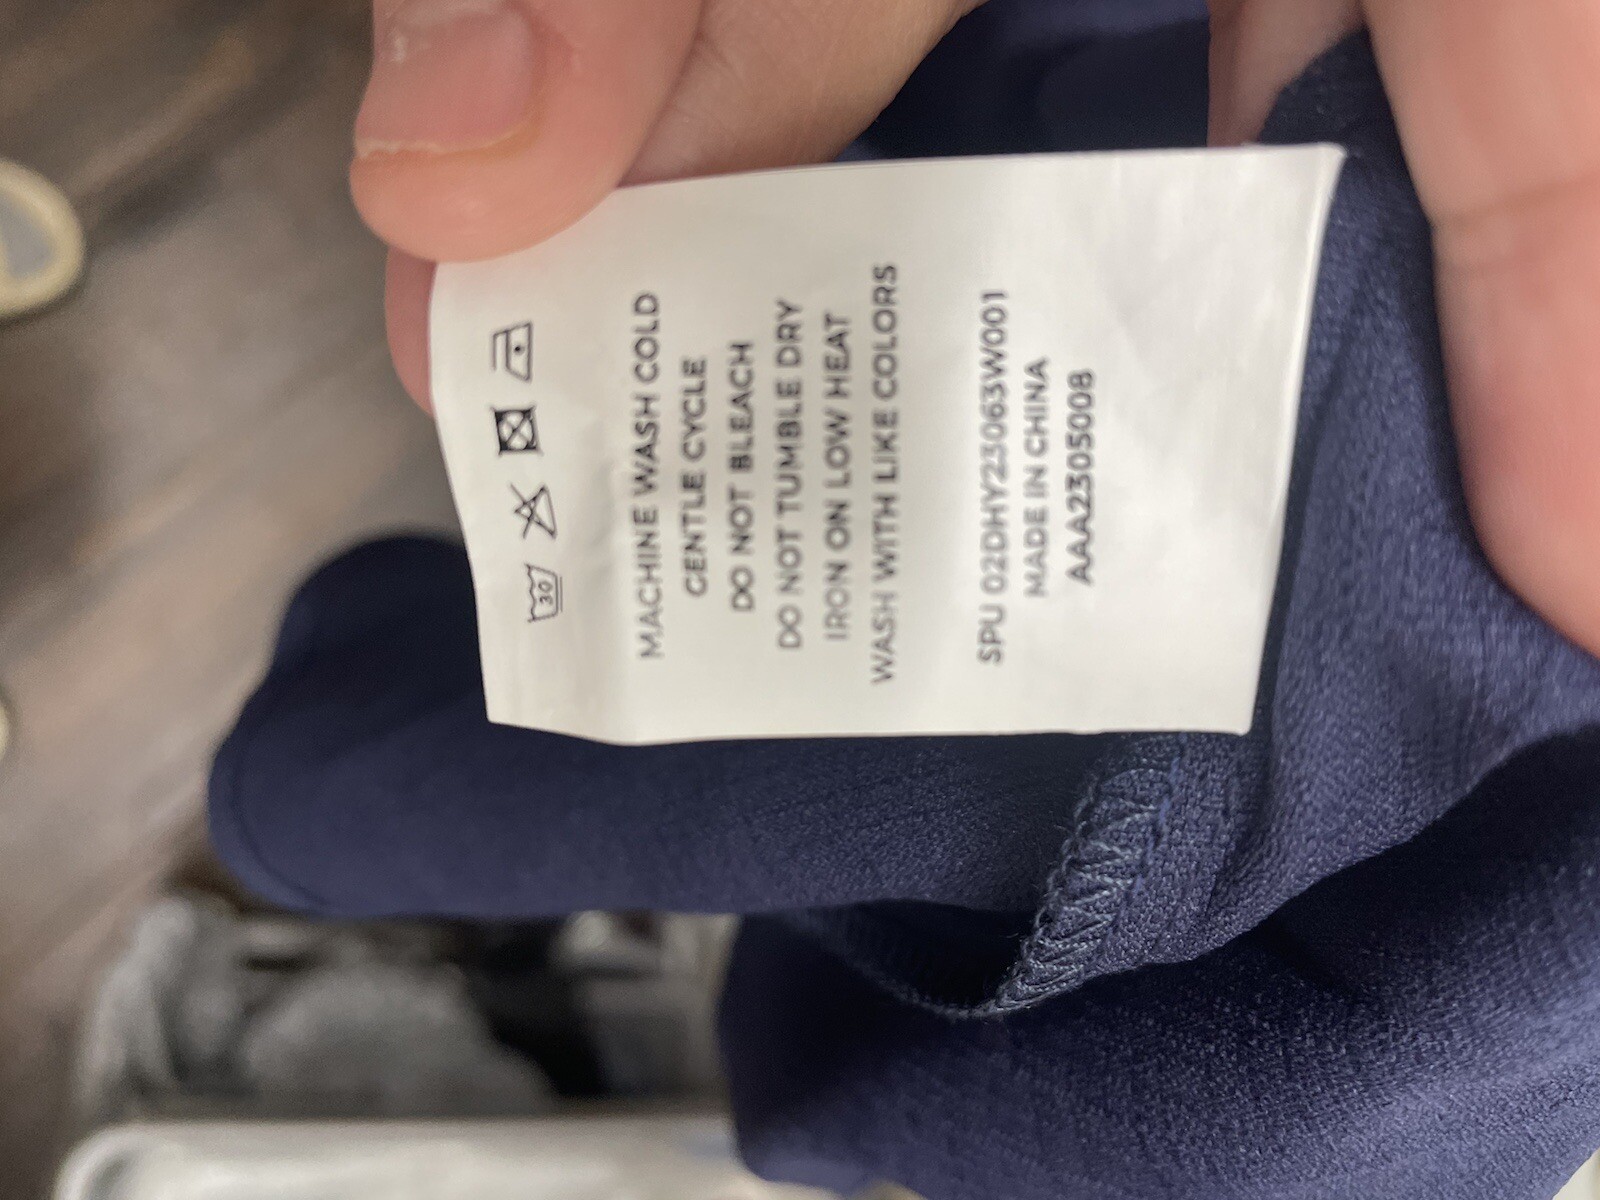 30
MACHINE WASH COLD
GENTLE CYCLE
DO NOT BLEACH
DO NOT TUMBLE DRY
IRON ON LOW HEAT
WASH WITH LIKE COLORS
SPU 02DHY23063W001
MADE IN CHINA
AAA2305008